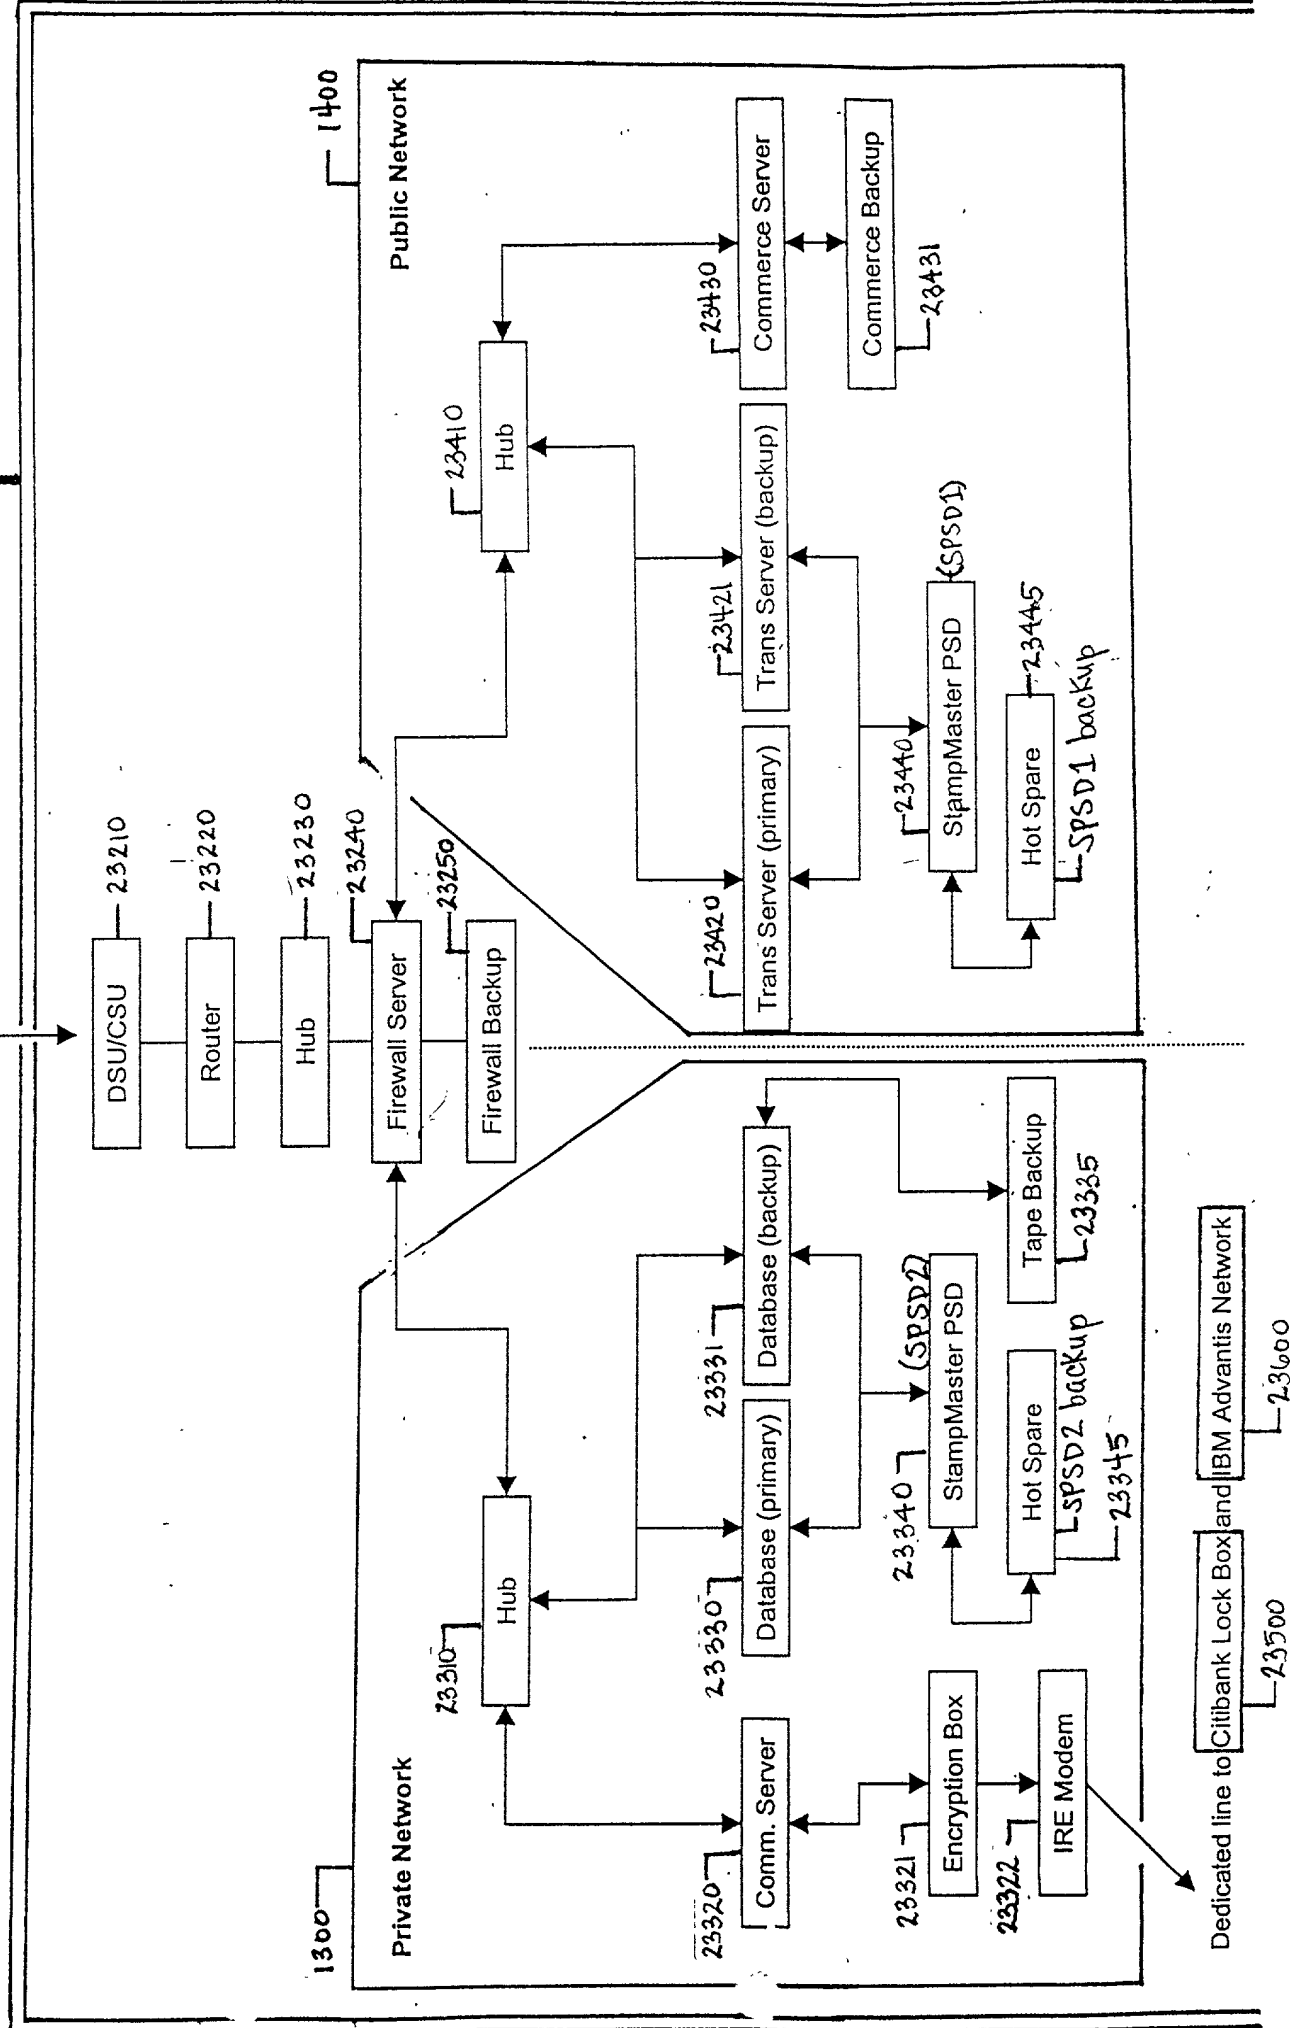 DSU/CSU
23210
Router
23220
Hub
23230
Firewall Server
23240
Firewall Backup
23250
1300
Private Network
Hub
23310
Comm. Server
23320
Database (primary)
23330
Database (backup)
23331
Encryption Box
23321
StampMaster PSD
(SPSD2)
23340
IRE Modem
23322
Hot Spare
SPSD2 backup
23345
Tape Backup
23335
1400
Public Network
Hub
23410
Trans Server (primary)
23420
Trans Server (backup)
23421
Commerce Server
23430
Commerce Backup
23431
StampMaster PSD
(SPSD1)
23440
Hot Spare
23445
SPSD1 backup
Dedicated line to Citibank Lock Box and IBM Advantis Network
23500
23600